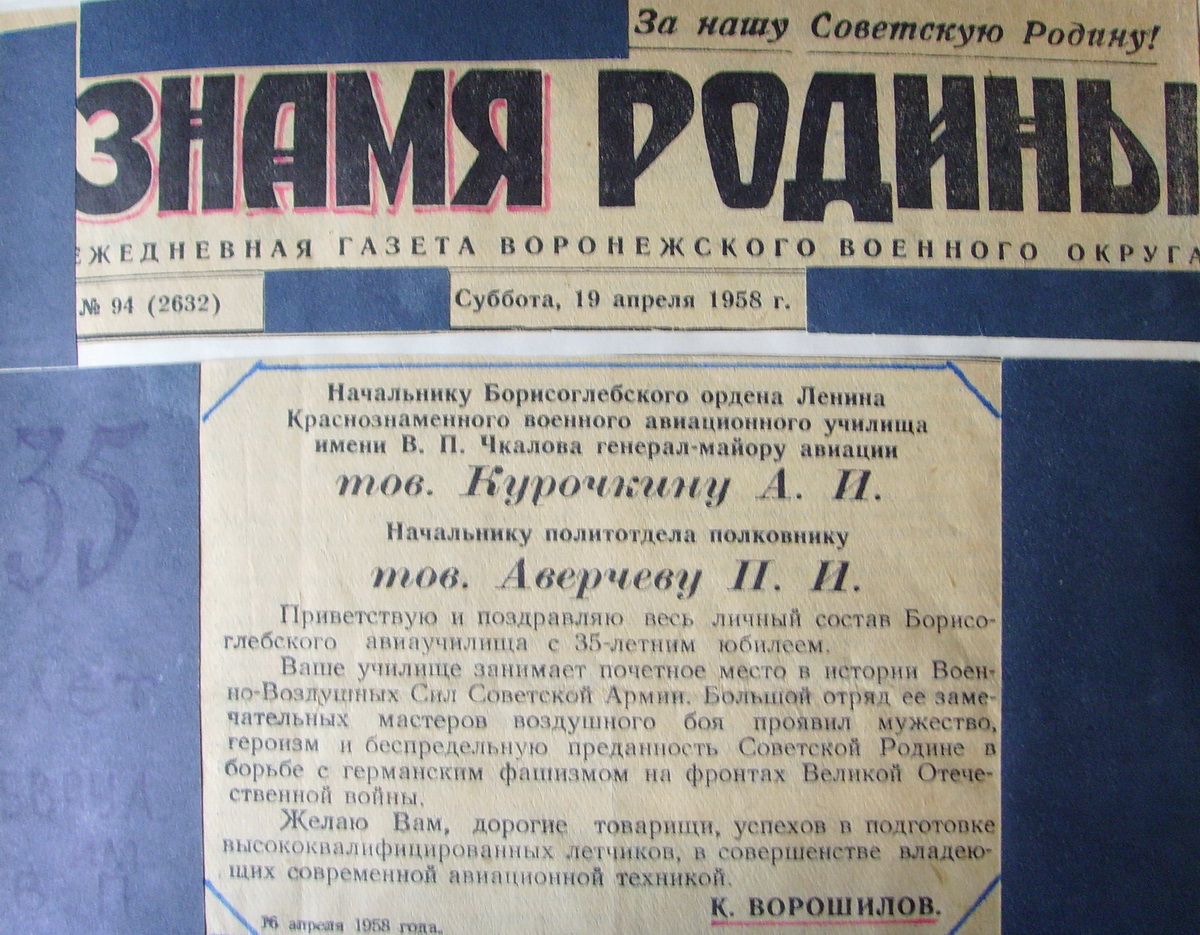 За нашу Советскую Родину!
ЗНАМЯ РОДИНЫ
ЕЖЕДНЕВНАЯ ГАЗЕТА ВОРОНЕЖСКОГО ВОЕННОГО ОКРУГА
№ 94 (2632)
Суббота, 19 апреля 1958 г.
35
Начальнику Борисоглебского ордена Ленина
Краснознаменного военного авиационного училища
имени В. П. Чкалова генерал-майору авиации
тов. Курочкину А. И.
Начальнику политотдела полковнику
тов. Аверчеву П. И.
Приветствую и поздравляю весь личный состав Борисо-
глебского авиаучилища с 35-летним юбилеем.
Ваше училище занимает почетное место в истории Воен-
но-Воздушных Сил Советской Армии. Большой отряд ее заме-
чательных мастеров воздушного боя проявил мужество,
героизм и беспредельную преданность Советской Родине в
борьбе с германским фашизмом на фронтах Великой Отече-
ственной войны.
Желаю Вам, дорогие товарищи, успехов в подготовке
высококвалифицированных летчиков, в совершенстве владею-
щих современной авиационной техникой.
К. ВОРОШИЛОВ.
16 апреля 1958 года.